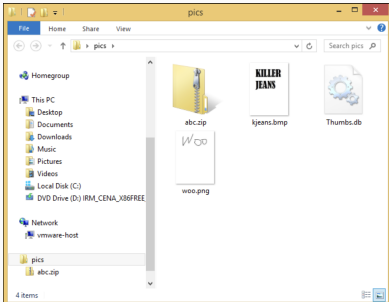 pics
File Home Share View
pics
Search pics
Homegroup
This PC
Desktop
Documents
Downloads
Music
Pictures
Videos
Local Disk (C:)
DVD Drive (D:) IRM_CENA_X86FREE
Network
vmware-host
pics
abc.zip
KILLER
JEANS
abc.zip kjeans.bmp Thumbs.db
Woo
woo.png
4 items